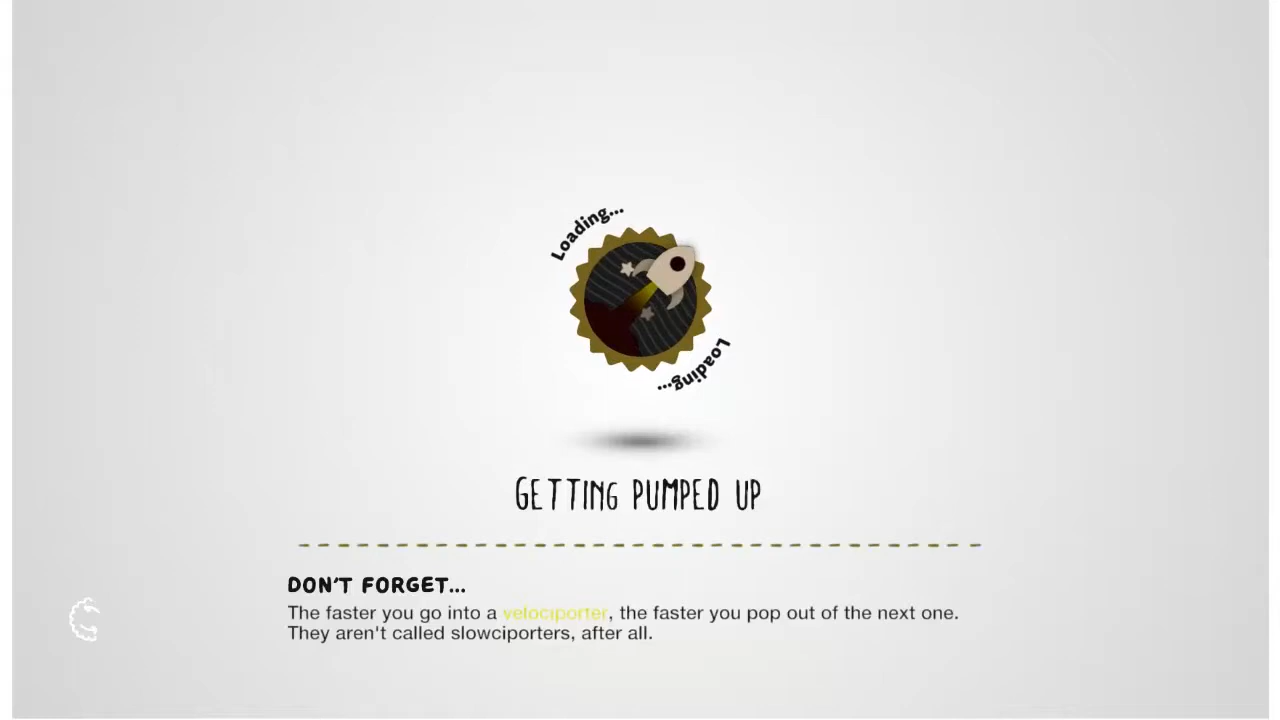 Loading...
Loading...
GETTING PUMPED UP
DON'T FORGET...
The faster you go into a velociporter, the faster you pop out of the next one.
They aren't called slowciporters, after all.